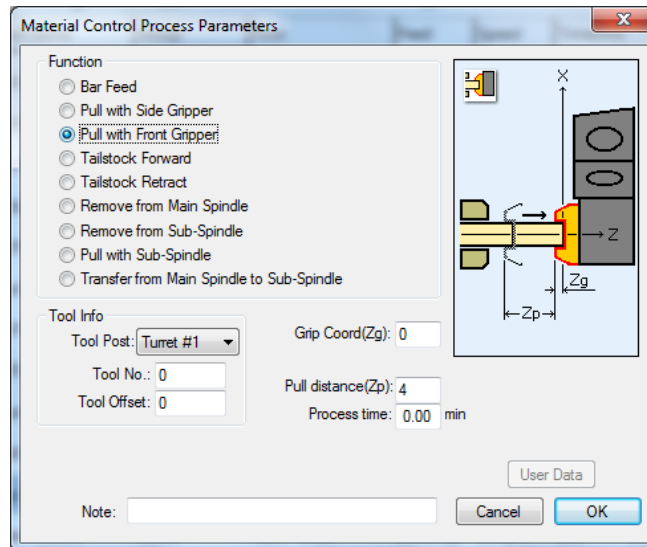 Material Control Process Parameters
Function
Bar Feed
Pull with Side Gripper
Pull with Front Gripper
Tailstock Forward
Tailstock Retract
Remove from Main Spindle
Remove from Sub-Spindle
Pull with Sub-Spindle
Transfer from Main Spindle to Sub-Spindle
X
Z
Zg
Zp
Tool Info
Tool Post: Turret #1
Tool No.: 0
Tool Offset: 0
Grip Coord(Zg): 0
Pull distance(Zp): 4
Process time: 0.00 min
User Data
Note:
Cancel
OK